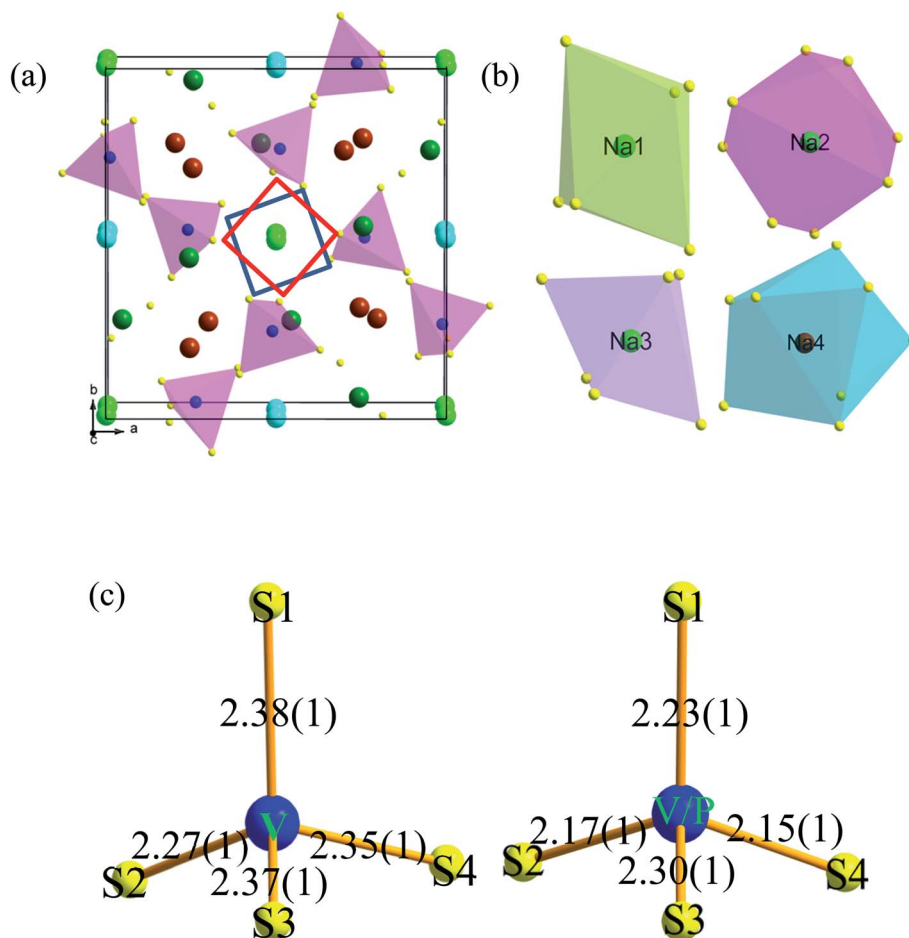 (a)
b
c
a
(b)
Na1
Na2
Na3
Na4
(c)
S1
2.38(1)
V
2.27(1)
2.35(1)
S2
2.37(1)
S4
S3
S1
2.23(1)
V/P
2.17(1)
2.15(1)
S2
2.30(1)
S4
S3